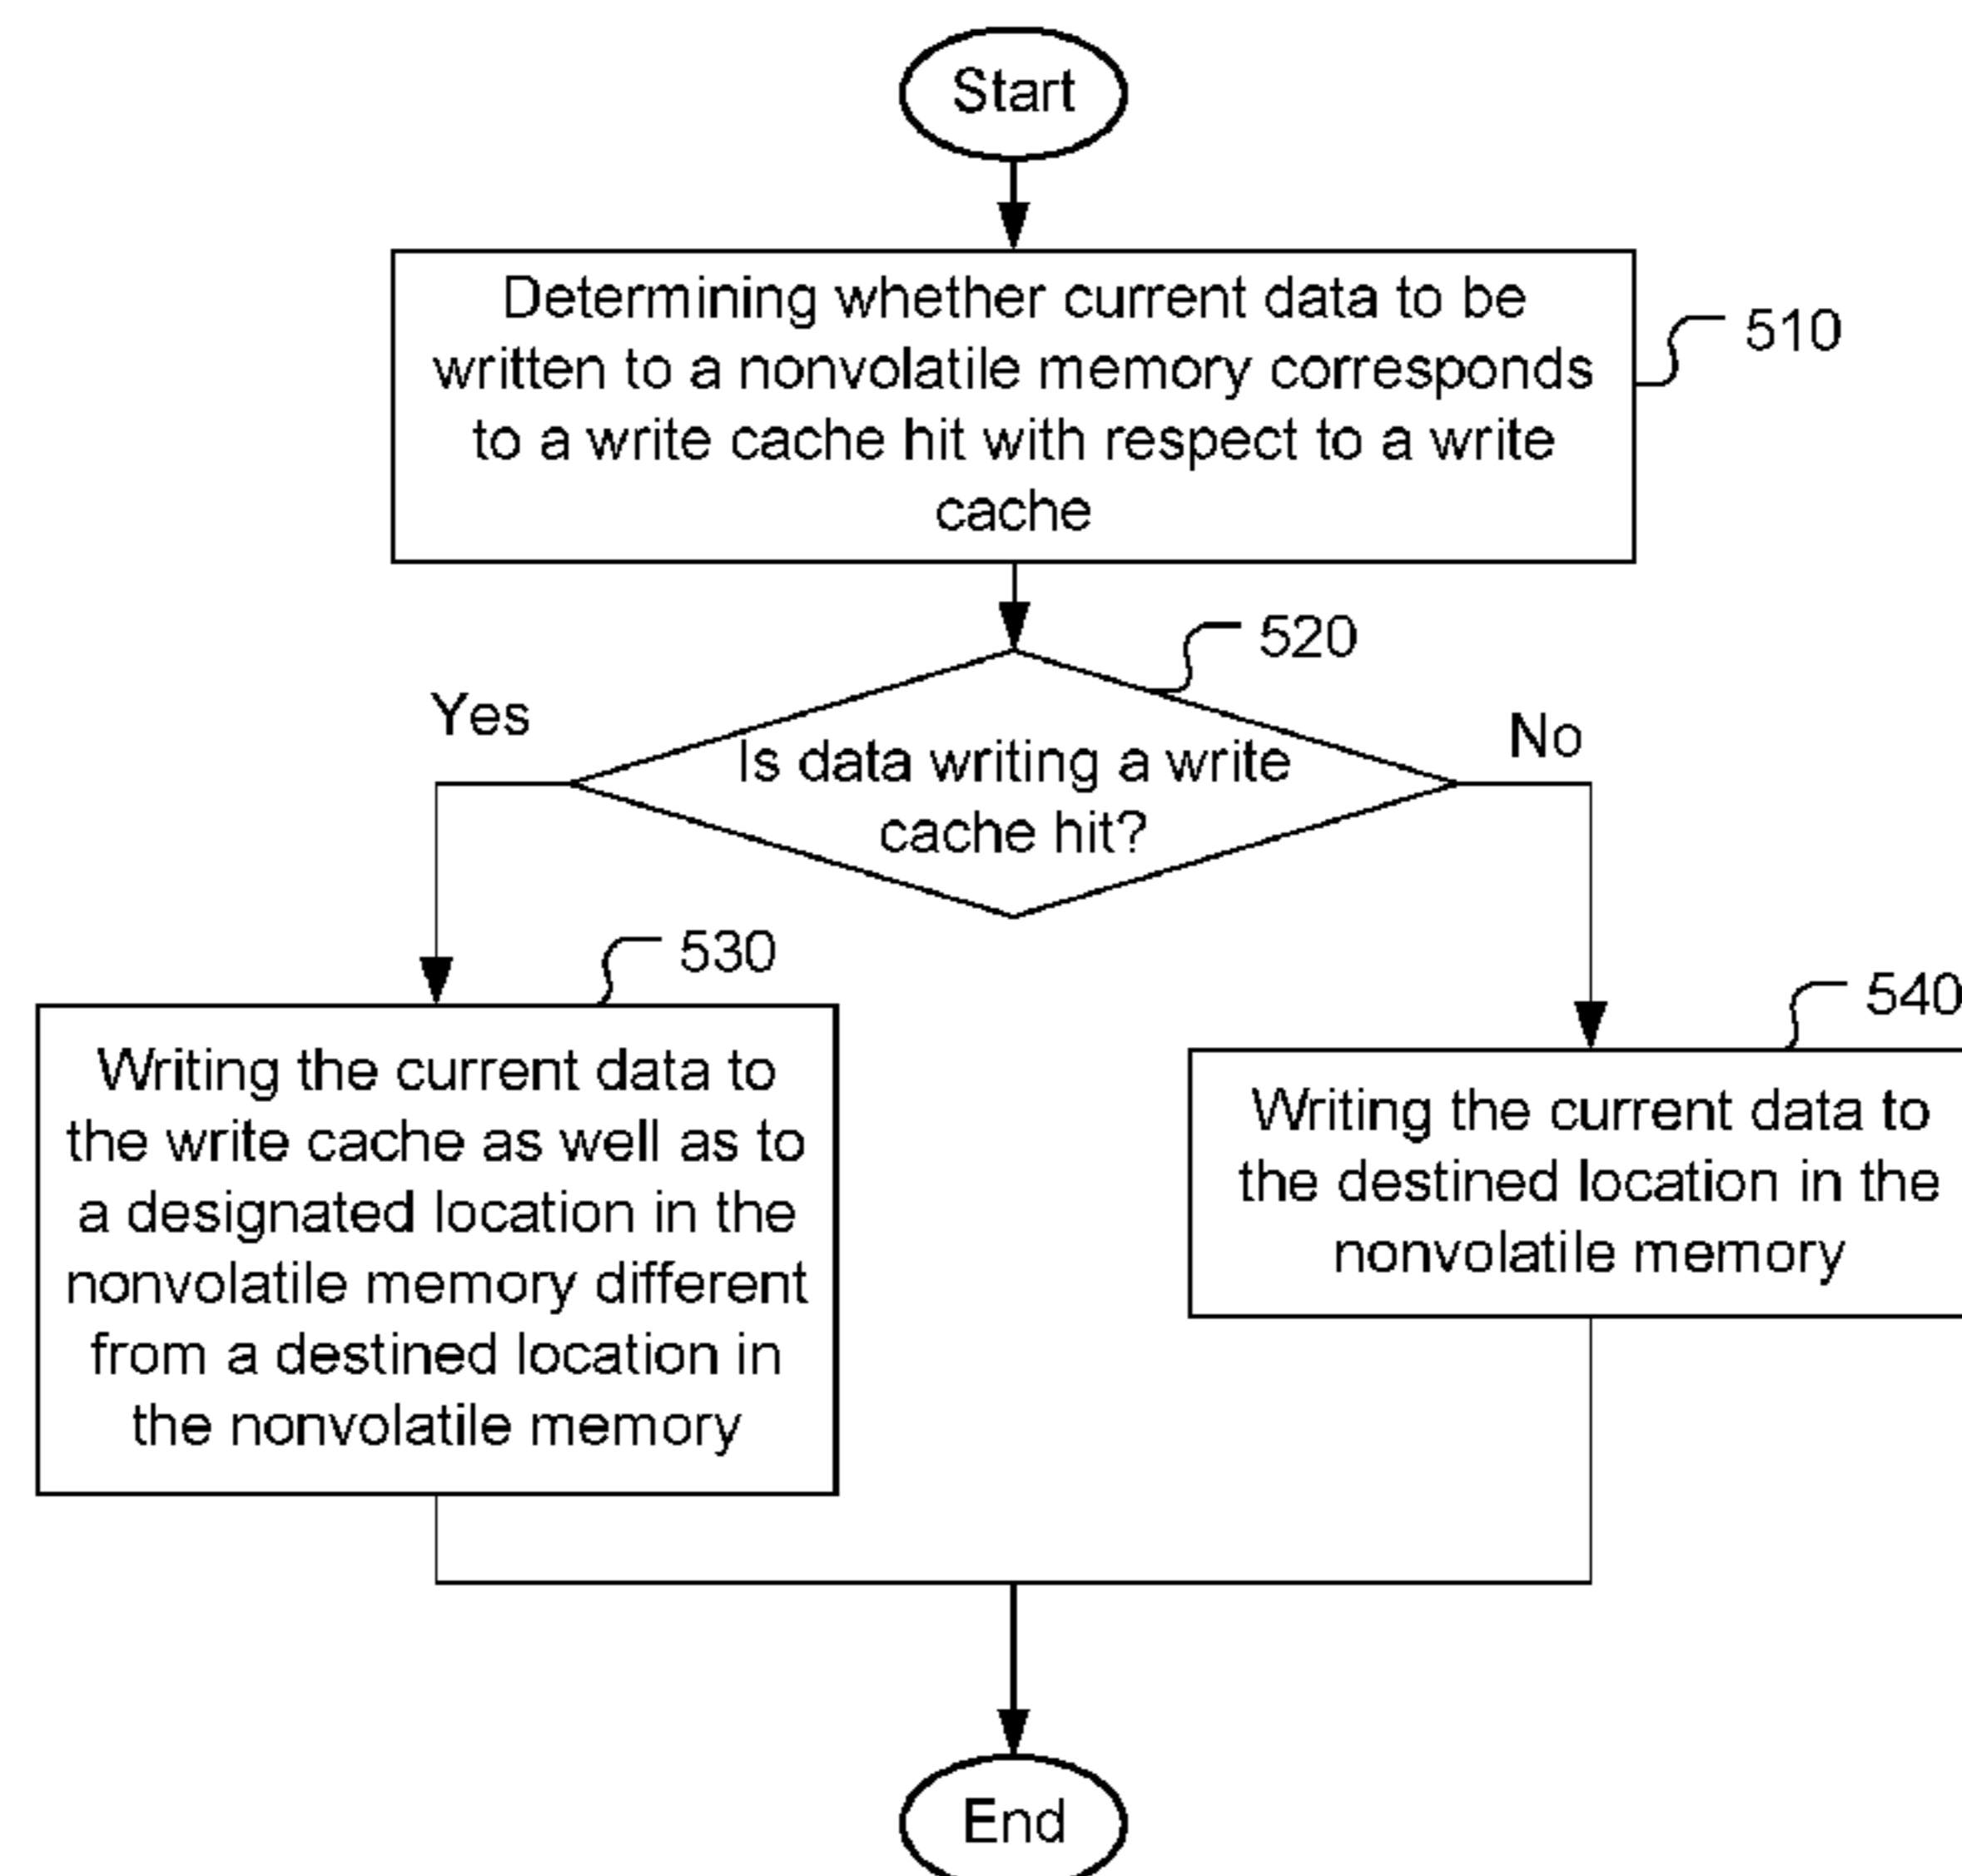 Start
Determining whether current data to be
written to a nonvolatile memory corresponds
to a write cache hit with respect to a write
cache
510
520
Yes
No
Is data writing a write
cache hit?
530
540
Writing the current data to
the write cache as well as to
a designated location in the
nonvolatile memory different
from a destined location in
the nonvolatile memory
Writing the current data to
the destined location in the
nonvolatile memory
End